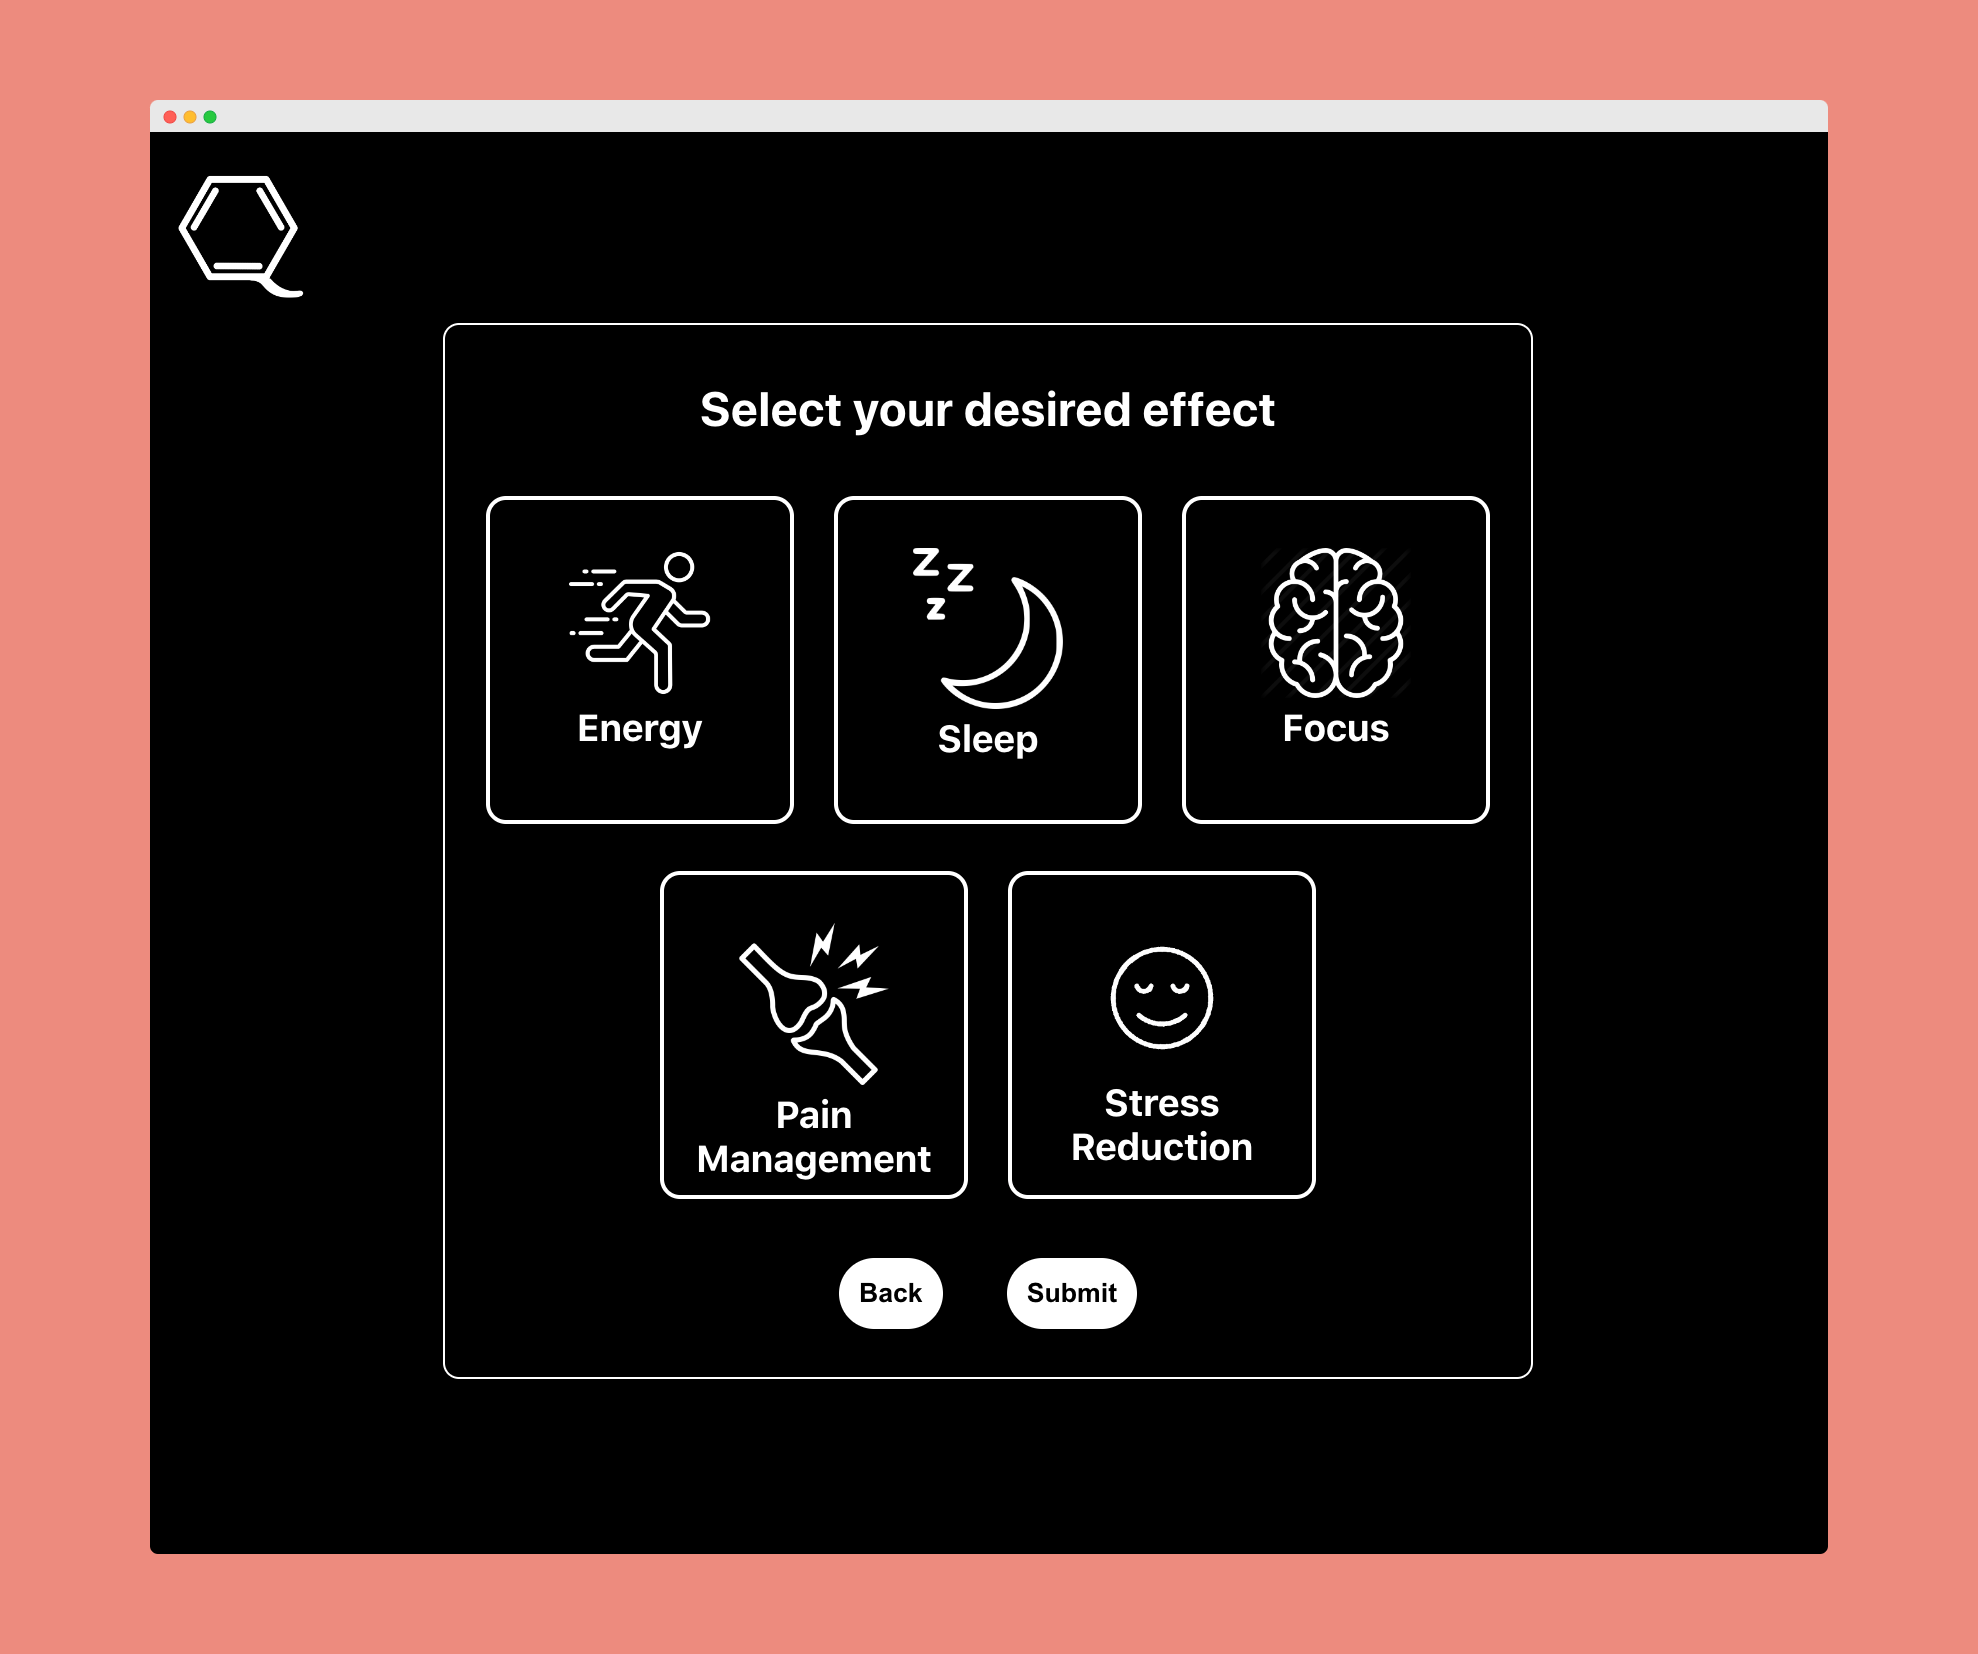 Select your desired effect
z z
z
Energy
Sleep
Focus
Pain
Management
Stress
Reduction
Back
Submit